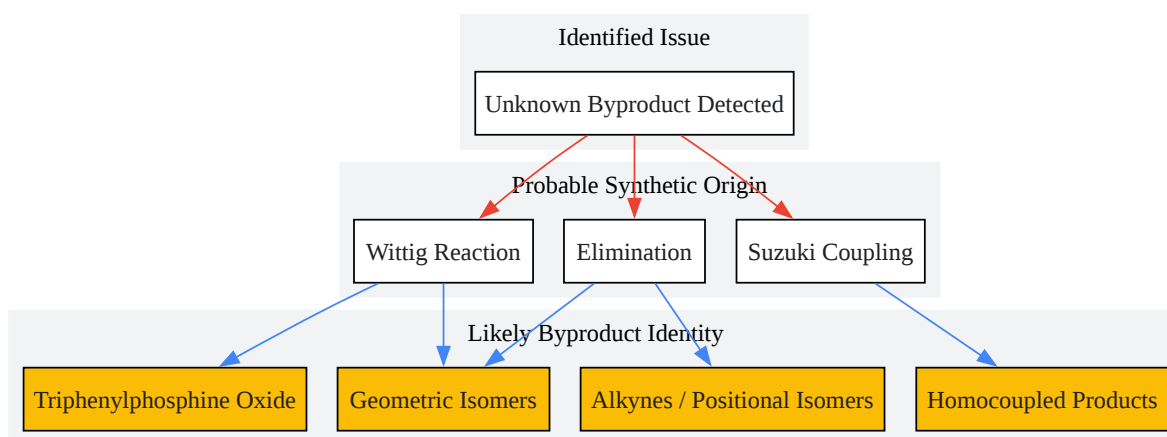 Identified Issue
Unknown Byproduct Detected
Probable Synthetic Origin
Wittig Reaction
Elimination
Suzuki Coupling
Likely Byproduct Identity
Triphenylphosphine Oxide
Geometric Isomers
Alkynes / Positional Isomers
Homocoupled Products